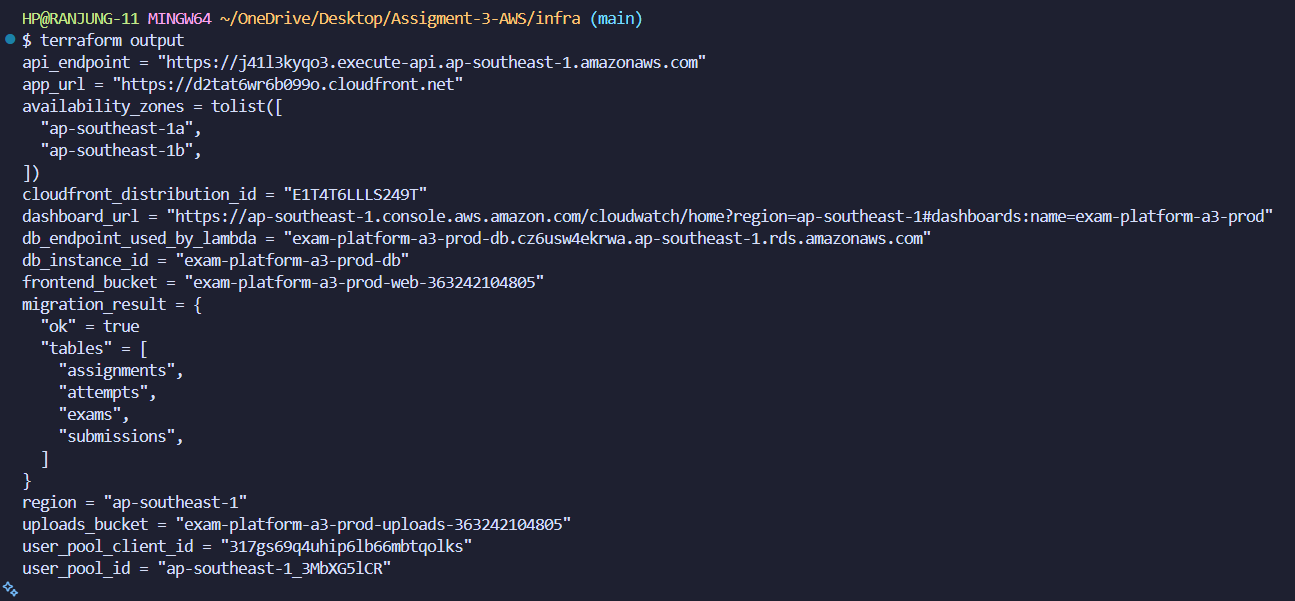 HP@RANJUNG-11 MINGW64 ~/OneDrive/Desktop/Assigment-3-AWS/infra (main)
$ terraform output
api_endpoint = "https://j41l3kyqo3.execute-api.ap-southeast-1.amazonaws.com"
app_url = "https://d2tat6wr6b099o.cloudfront.net"
availability_zones = tolist([
  "ap-southeast-1a",
  "ap-southeast-1b",
])
cloudfront_distribution_id = "E1T4T6LLLS249T"
dashboard_url = "https://ap-southeast-1.console.aws.amazon.com/cloudwatch/home?region=ap-southeast-1#dashboards:name=exam-platform-a3-prod"
db_endpoint_used_by_lambda = "exam-platform-a3-prod-db.cz6usw4ekrwa.ap-southeast-1.rds.amazonaws.com"
db_instance_id = "exam-platform-a3-prod-db"
frontend_bucket = "exam-platform-a3-prod-web-363242104805"
migration_result = {
  "ok" = true
  "tables" = [
    "assignments",
    "attempts",
    "exams",
    "submissions",
  ]
}
region = "ap-southeast-1"
uploads_bucket = "exam-platform-a3-prod-uploads-363242104805"
user_pool_client_id = "317gs69q4uhip6lb66mbtqolks"
user_pool_id = "ap-southeast-1_3MbXG5lCR"